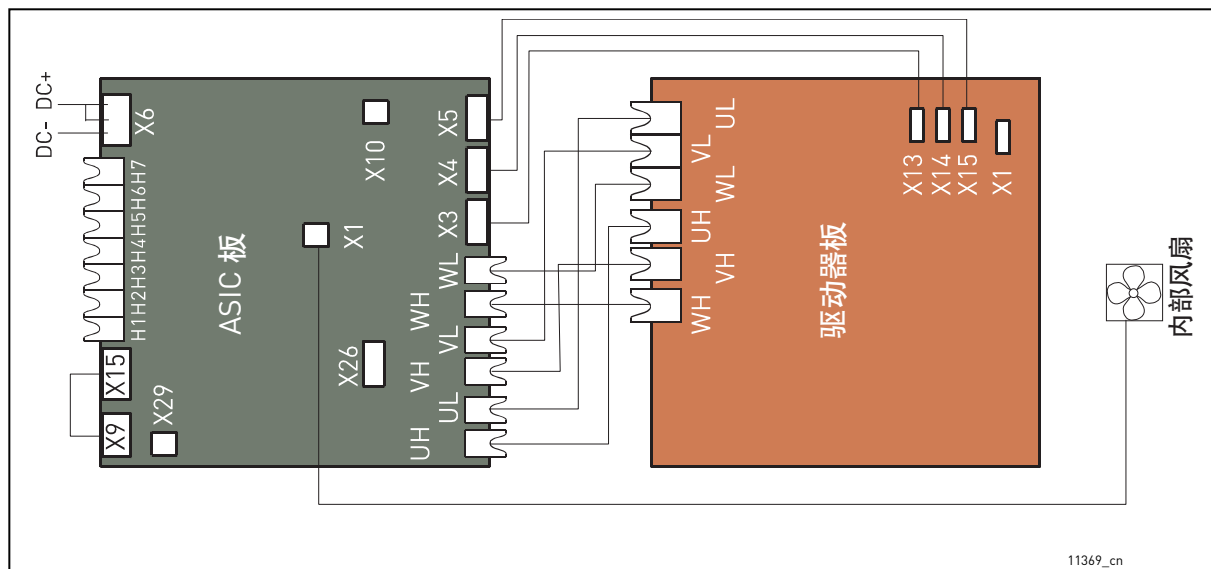 DC-
DC+
X6
H1H2H3H4H5H6H7
X15
X9
X29
ASIC 板
X10
X1
X26
X5
X4
X3
WL
WH
VL
VH
UL
UH
UL
VL
WL
UH
VH
WH
驱动器板
X13
X14
X15
X1
内部风扇
11369_cn